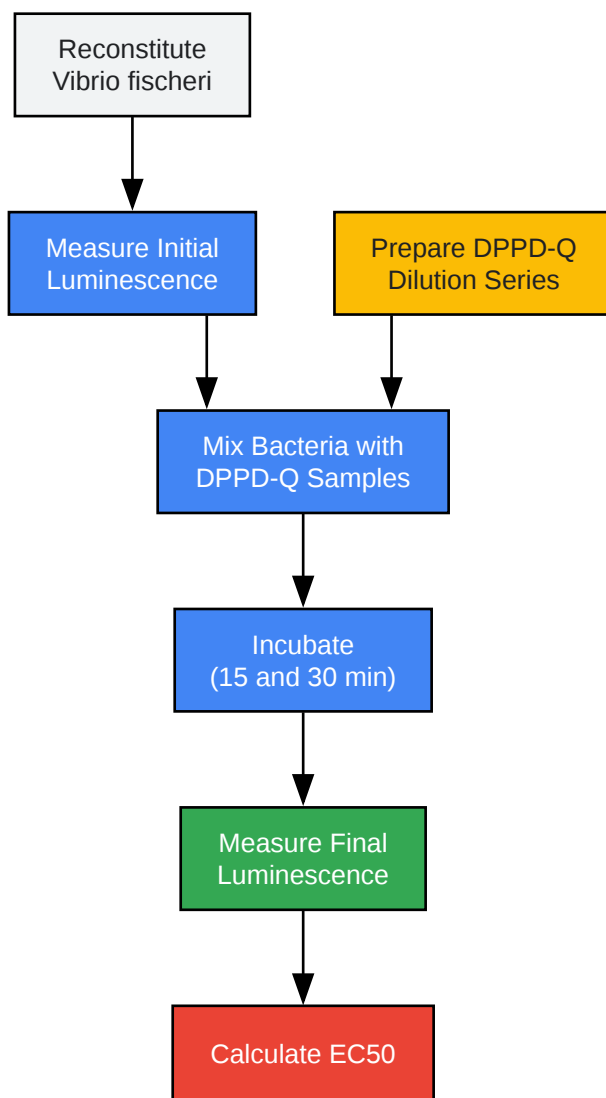 Reconstitute
Vibrio fischeri
Measure Initial
Luminescence
Prepare DPPD-Q
Dilution Series
Mix Bacteria with
DPPD-Q Samples
Incubate
(15 and 30 min)
Measure Final
Luminescence
Calculate EC50